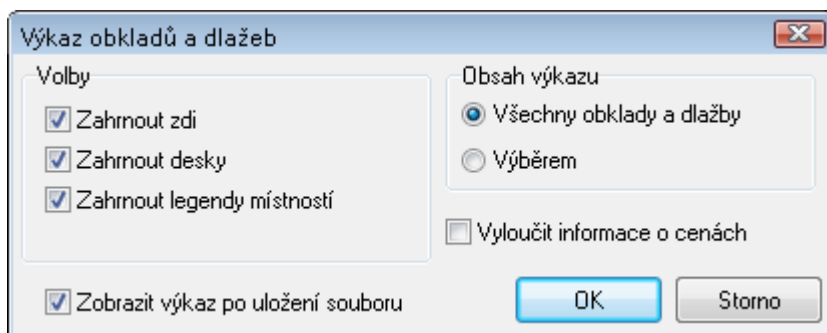 Výkaz obkladů a dlažeb
Volby
Zahrnout zdi
Zahrnout desky
Zahrnout legendy místností
Obsah výkazu
Všechny obklady a dlažby
Výběrem
Vyloučit informace o cenách
Zobrazit výkaz po uložení souboru
OK
Storno